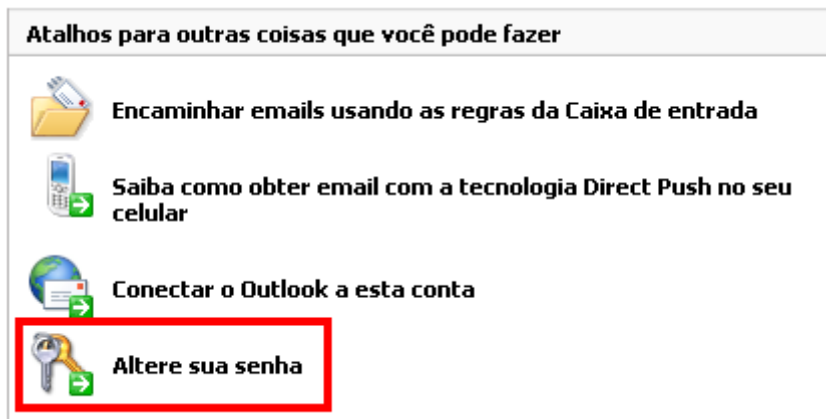 Atalhos para outras coisas que você pode fazer
Encaminhar emails usando as regras da Caixa de entrada
Saiba como obter email com a tecnologia Direct Push no seu
celular
Conectar o Outlook a esta conta
Altere sua senha